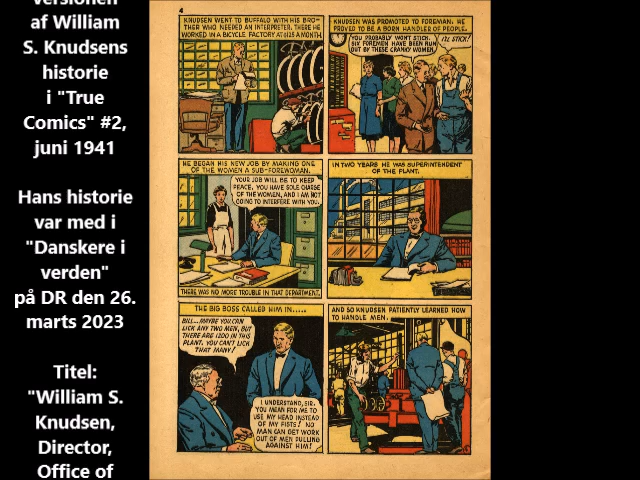 versionen
af William
S. Knudsens
historie
i "True
Comics" #2,
juni 1941
Hans historie
var med i
"Danskere i
verden"
på DR den 26.
marts 2023
Titel:
"William S.
Knudsen,
Director,
Office of
4
KNUDSEN WENT TO BUFFALO WITH HIS BRO-
THER WHO NEEDED AN INTERPRETER. THERE HE
WORKED IN A BICYCLE FACTORY AT $125 A MONTH.
KNUDSEN WAS PROMOTED TO FOREMAN. HE
PROVED TO BE A BORN HANDLER OF PEOPLE.
YOU PROBABLY WON'T STICK.
SIX FOREMEN HAVE BEEN RUN
OUT BY THESE CRANKY WOMEN.
I'LL STICK!
HE BEGAN HIS NEW JOB BY MAKING ONE
OF THE WOMEN A SUB-FOREWOMAN.
YOUR JOB WILL BE TO KEEP
PEACE. YOU HAVE SOLE CHARGE
OF THE WOMEN, AND I AM NOT
GOING TO INTERFERE WITH YOU.
THERE WAS NO MORE TROUBLE IN THAT DEPARTMENT.
IN TWO YEARS HE WAS SUPERINTENDENT
OF THE PLANT.
THE BIG BOSS CALLED HIM IN.....
BILL---MAYBE YOU CAN
LICK ANY TWO MEN, BUT
THERE ARE 1200 IN THIS
PLANT. YOU CAN'T LICK
THAT MANY!
I UNDERSTAND, SIR.
YOU MEAN FOR ME TO
USE MY HEAD INSTEAD
OF MY FISTS! NO
MAN CAN GET WORK
OUT OF MEN PULLING
AGAINST HIM!
AND SO KNUDSEN PATIENTLY LEARNED HOW
TO HANDLE MEN.